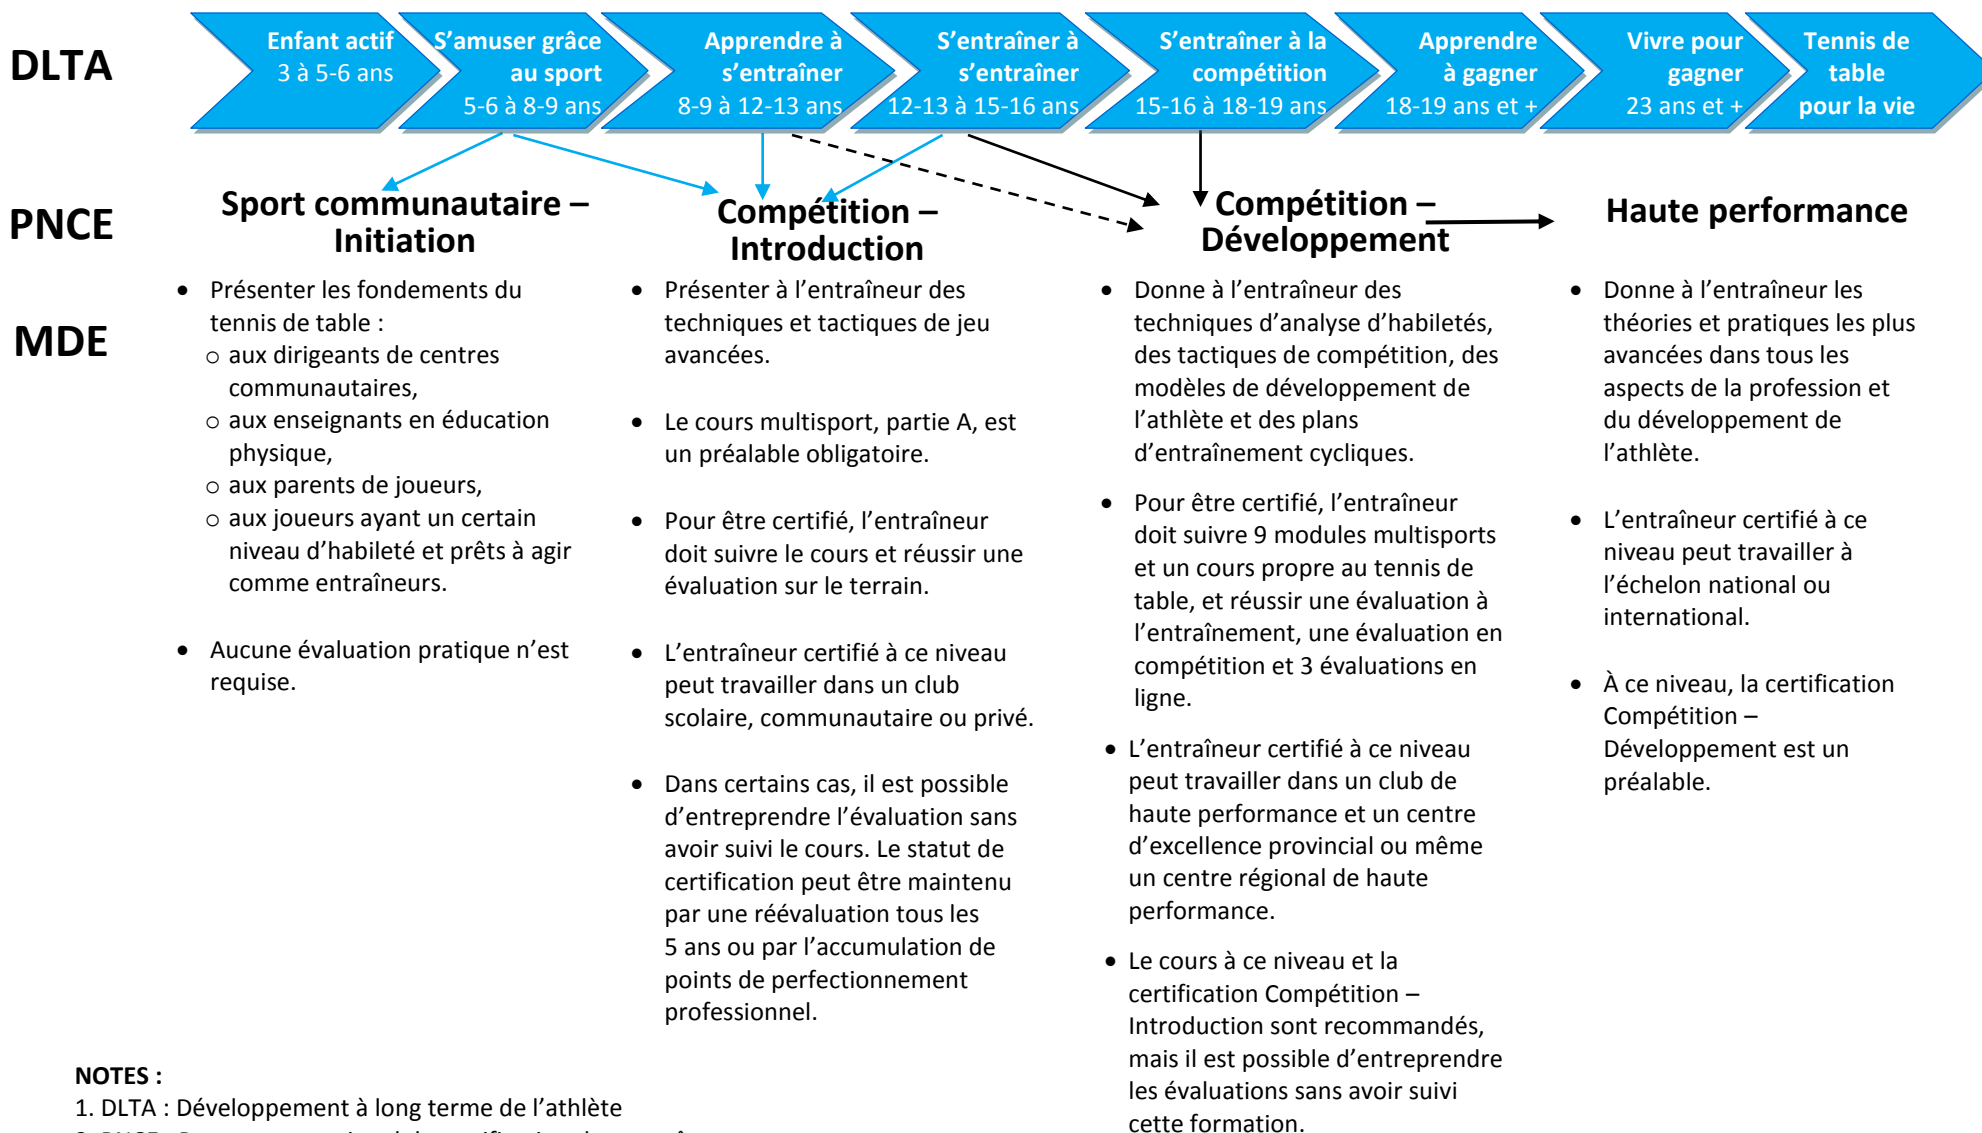 DLTA
Enfant actif
3 à 5-6 ans
S’amuser grâce
au sport
5-6 à 8-9 ans
Apprendre à
s’entraîner
8-9 à 12-13 ans
S’entraîner à
s’entraîner
12-13 à 15-16 ans
S’entraîner à la
compétition
15-16 à 18-19 ans
Apprendre
à gagner
18-19 ans et +
Vivre pour
gagner
23 ans et +
Tennis de
table
pour la vie
PNCE
MDE
Sport communautaire –
Initiation
• Présenter les fondements du
tennis de table :
o aux dirigeants de centres
communautaires,
o aux enseignants en éducation
physique,
o aux parents de joueurs,
o aux joueurs ayant un certain
niveau d’habileté et prêts à agir
comme entraîneurs.
• Aucune évaluation pratique n’est
requise.
Compétition –
Introduction
• Présenter à l’entraîneur des
techniques et tactiques de jeu
avancées.
• Le cours multisport, partie A, est
un préalable obligatoire.
• Pour être certifié, l’entraîneur
doit suivre le cours et réussir une
évaluation sur le terrain.
• L’entraîneur certifié à ce niveau
peut travailler dans un club
scolaire, communautaire ou privé.
• Dans certains cas, il est possible
d’entreprendre l’évaluation sans
avoir suivi le cours. Le statut de
certification peut être maintenu
par une réévaluation tous les
5 ans ou par l’accumulation de
points de perfectionnement
professionnel.
Compétition –
Développement
• Donne à l’entraîneur des
techniques d’analyse d’habiletés,
des tactiques de compétition, des
modèles de développement de
l’athlète et des plans
d’entraînement cycliques.
• Pour être certifié, l’entraîneur
doit suivre 9 modules multisports
et un cours propre au tennis de
table, et réussir une évaluation à
l’entraînement, une évaluation en
compétition et 3 évaluations en
ligne.
• L’entraîneur certifié à ce niveau
peut travailler dans un club de
haute performance et un centre
d’excellence provincial ou même
un centre régional de haute
performance.
• Le cours à ce niveau et la
certification Compétition –
Introduction sont recommandés,
mais il est possible d’entreprendre
les évaluations sans avoir suivi
cette formation.
Haute performance
• Donne à l’entraîneur les
théories et pratiques les plus
avancées dans tous les
aspects de la profession et
du développement de
l’athlète.
• L’entraîneur certifié à ce
niveau peut travailler à
l’échelon national ou
international.
• À ce niveau, la certification
Compétition –
Développement est un
préalable.
NOTES :
1. DLTA : Développement à long terme de l’athlète